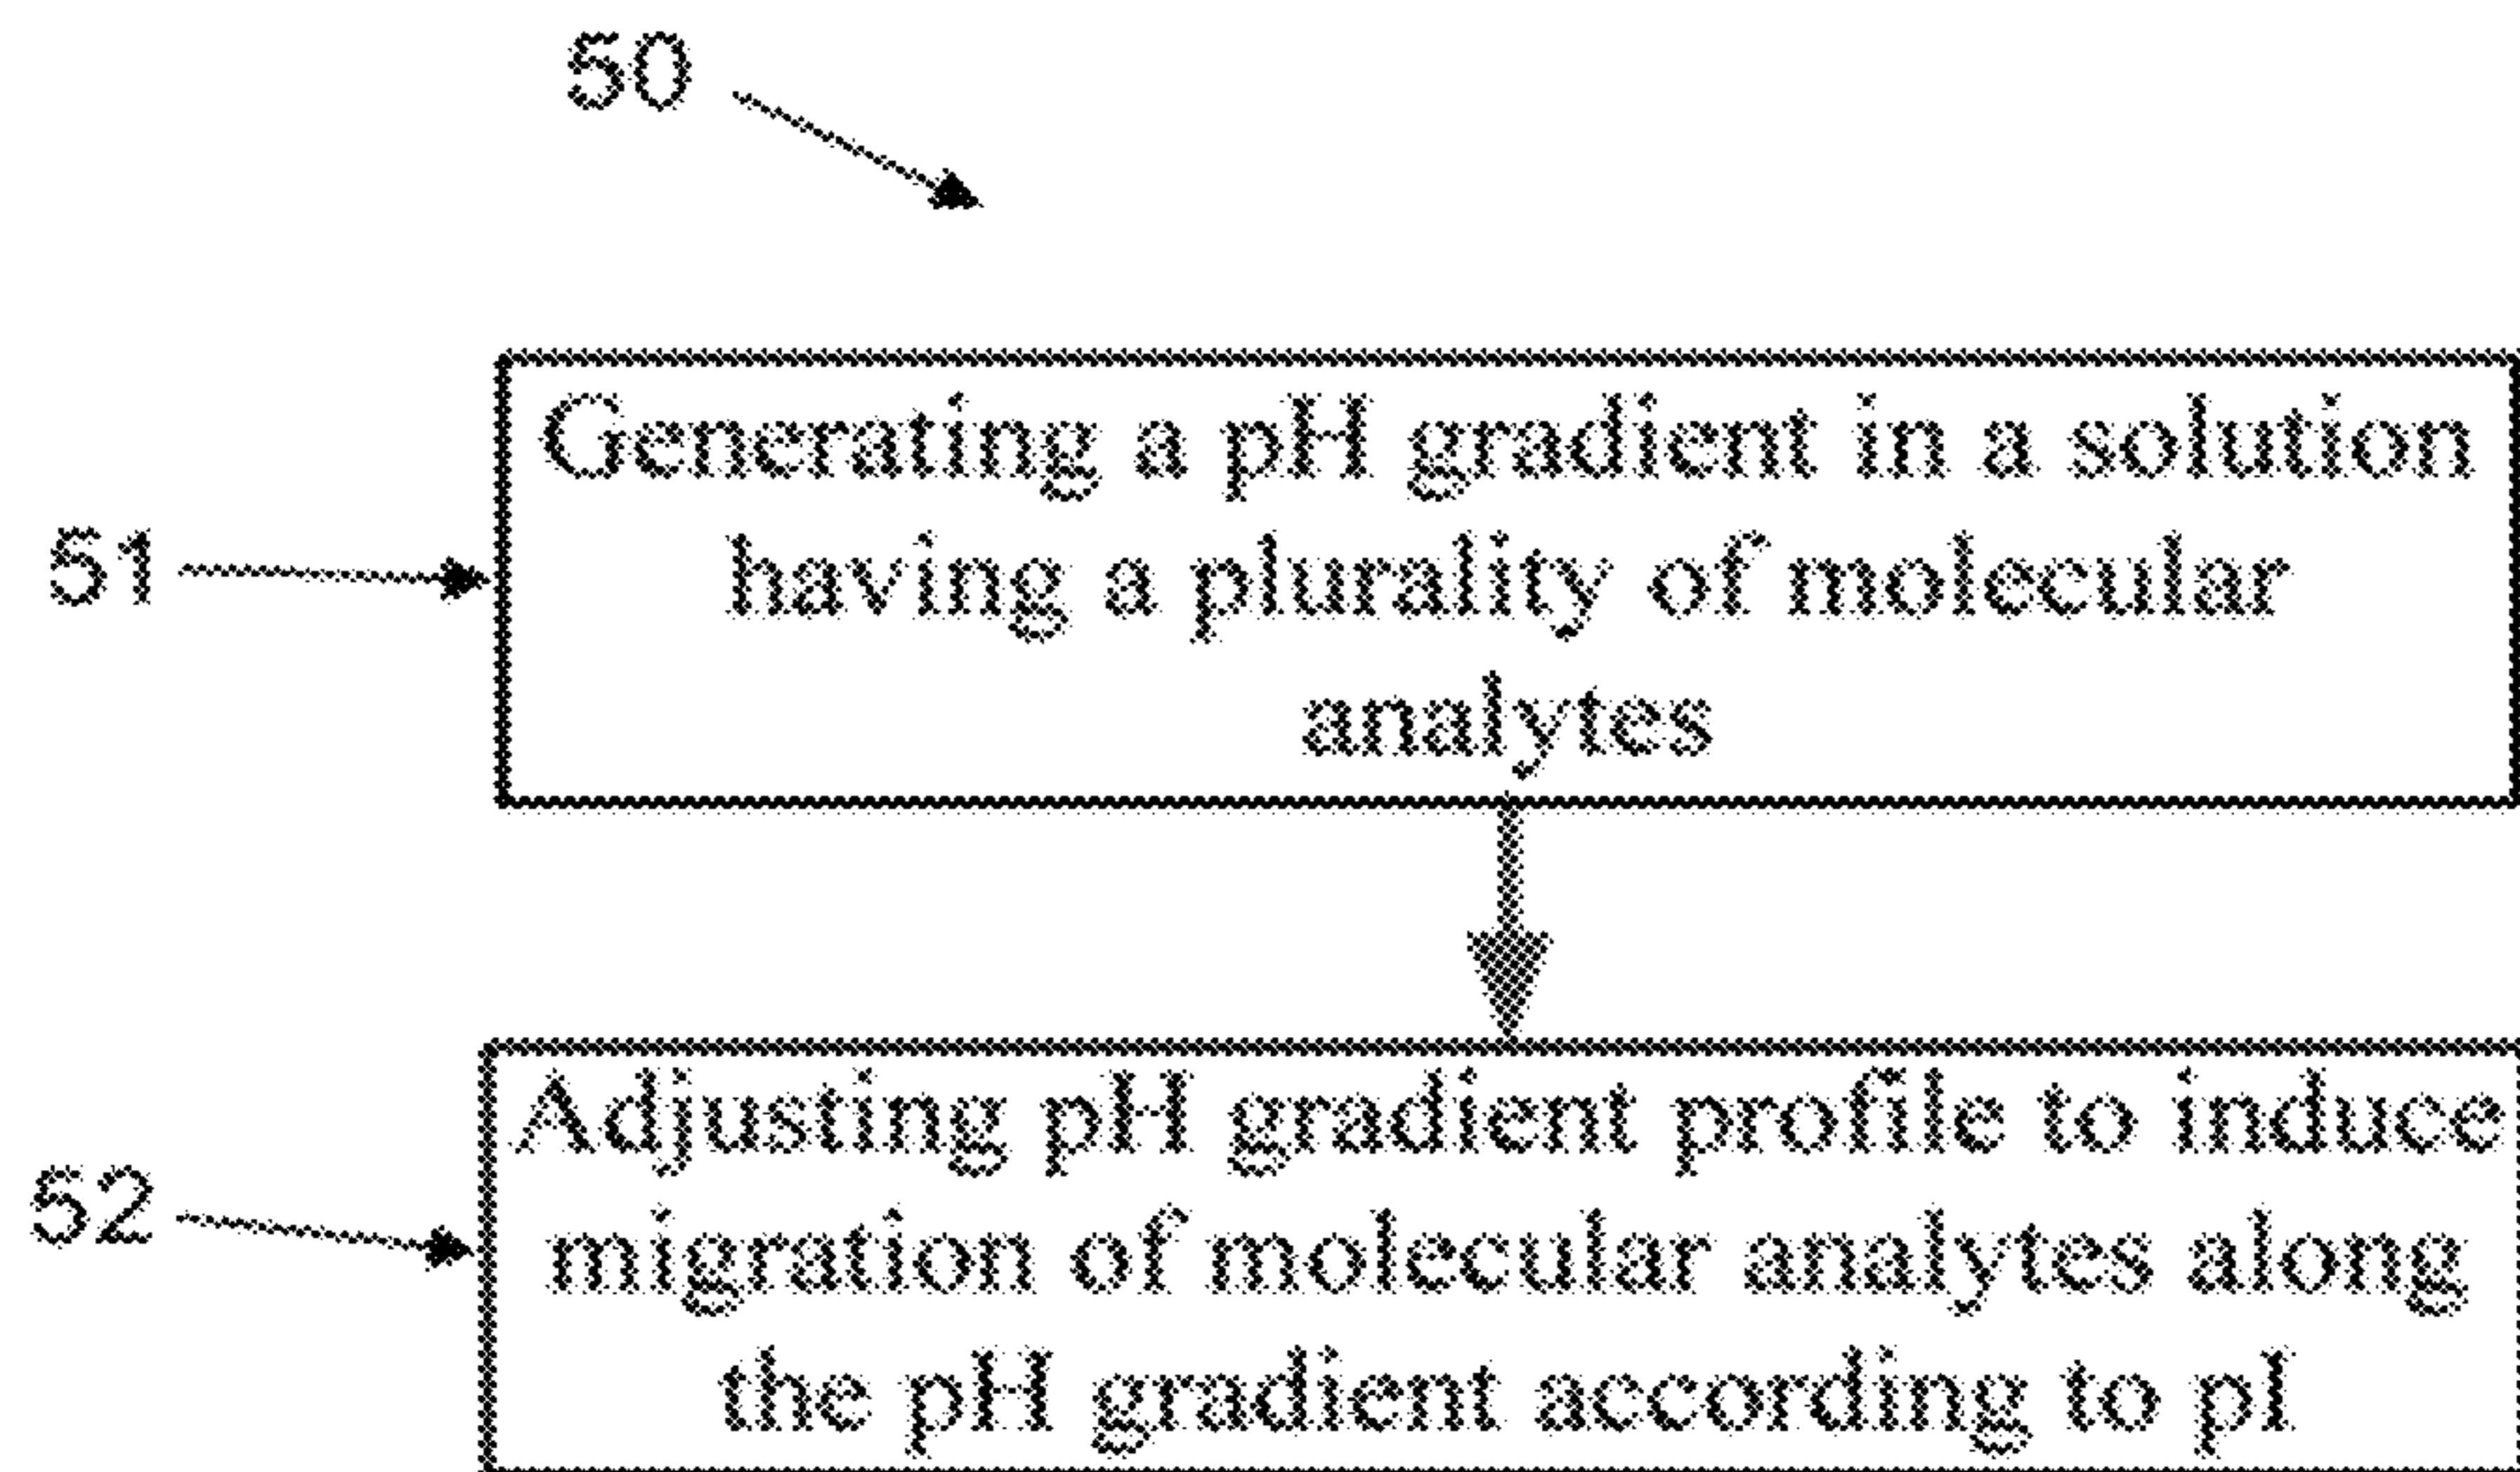 50
Generating a pH gradient in a solution
51
having a plurality of molecular
analytes
Adjusting pH gradient profile to induce
52
migration of molecular analytes along
the pH gradient according to pI